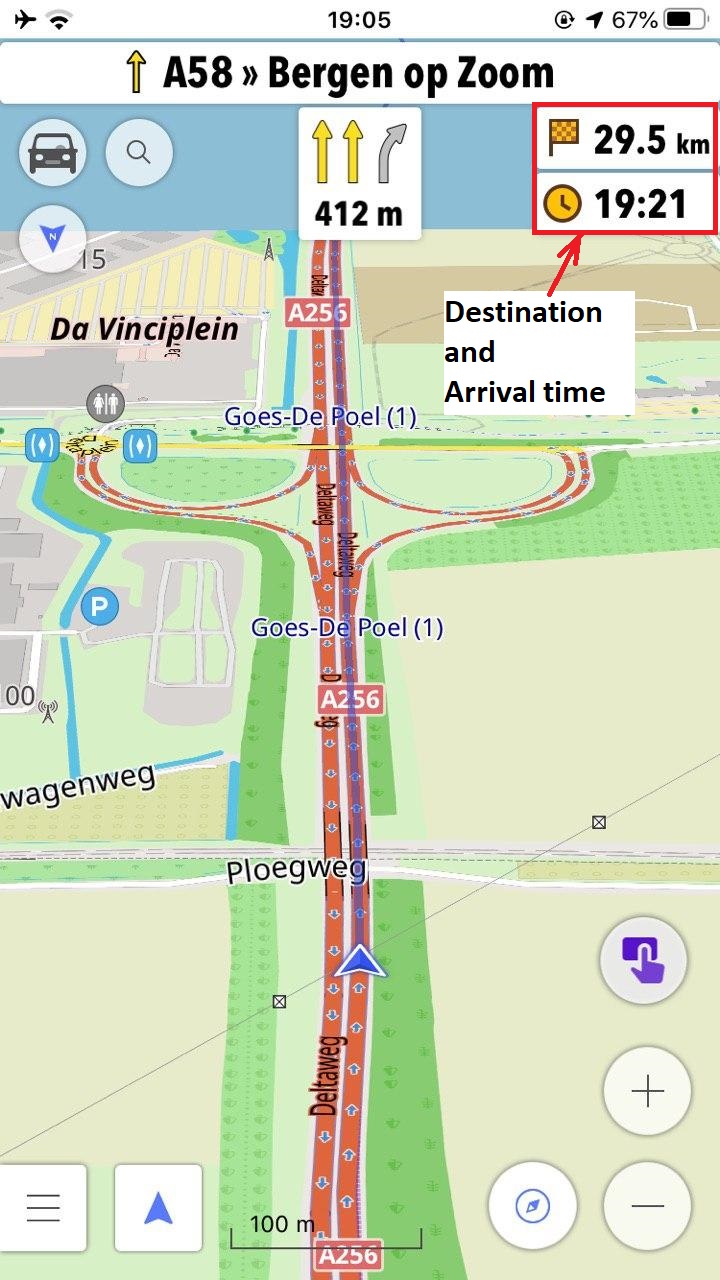 19:05
67%
A58 » Bergen op Zoom
29.5 km
412 m
19:21
N
15
A256
Destination
and
Arrival time
Da Vinciplein
Goes-De Poel (1)
Deltaweg
Deltaweg
P
Goes-De Poel (1)
00
A256
wagenweg
Ploegweg
Deltaweg
100 m
A256